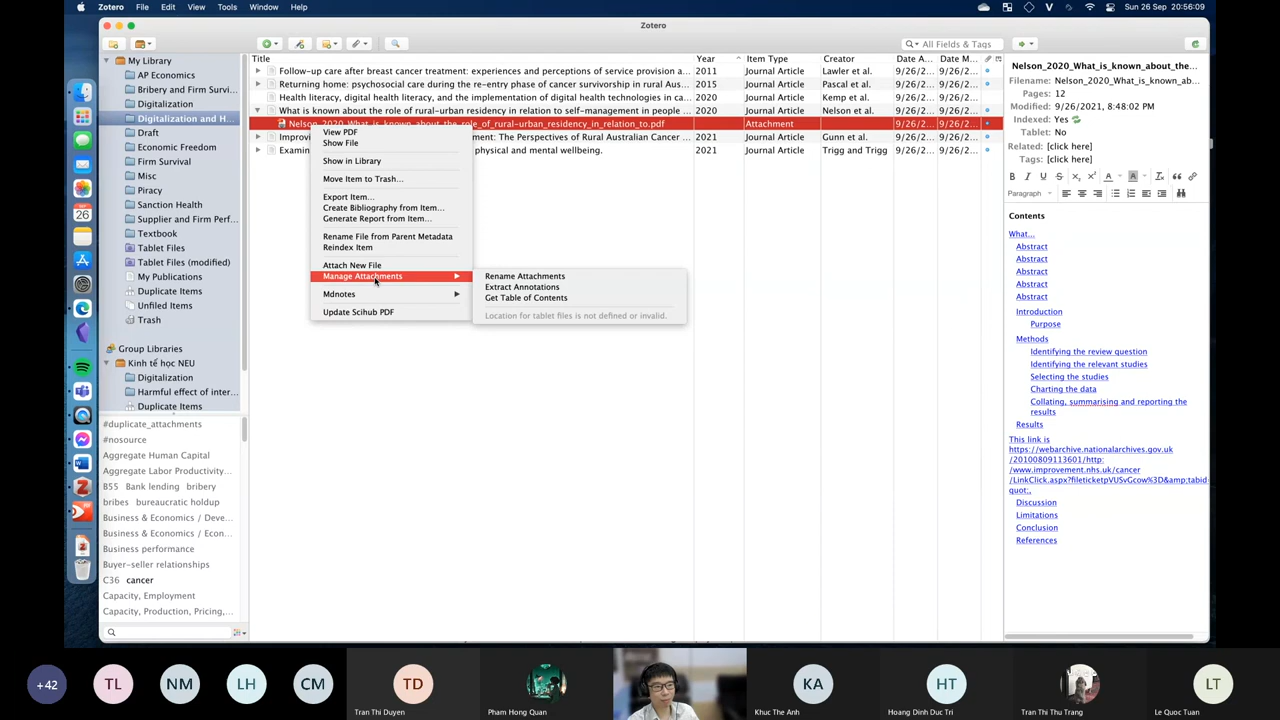 Zotero File Edit View Tools Window Help
42 Sun 26 Sep 20:56:09
Zotero
All Fields & Tags
My Library
AP Economics
Bribery and Firm Survi...
Digitalization
Digitalization and H...
Draft
Economic Freedom
Firm Survival
Misc
Piracy
Sanction Health
Supplier and Firm Perf...
Textbook
Tablet Files
Tablet Files (modified)
My Publications
Duplicate Items
Unfiled Items
Trash
Group Libraries
Kinh tế học NEU
Digitalization
Harmful effect of inter...
Duplicate Items
#duplicate_attachments
#nosource
Aggregate Human Capital
Aggregate Labor Productivity...
B55 Bank lending bribery
bribes bureaucratic holdup
Business & Economics / Deve...
Business & Economics / Econ...
Business performance
Buyer-seller relationships
C36 cancer
Capacity, Employment
Capacity, Production, Pricing,...
Title Year Item Type Creator Date A... Date M...
Follow-up care after breast cancer treatment: experiences and perceptions of service provision a... 2011 Journal Article Lawler et al. 9/26/2... 9/26/2...
Returning home: psychosocial care during the re-entry phase of cancer survivorship in rural Aus... 2015 Journal Article Pascal et al. 9/26/2... 9/26/2...
Health literacy, digital health literacy, and the implementation of digital health technologies in ca... 2020 Journal Article Kemp et al. 9/26/2... 9/26/2...
What is known about the role of rural-urban residency in relation to self-management in people ... 2020 Journal Article Nelson et al. 9/26/2... 9/26/2...
Nelson_2020_What_is_known_about_the_role_of_rural-urban_residency_in_relation_to.pdf Attachment 9/26/2... 9/26/2...
Improvi ment: The Perspectives of Rural Australian Cancer ... 2021 Journal Article Gunn et al. 9/26/2... 9/26/2...
Examin physical and mental wellbeing. 2021 Journal Article Trigg and Trigg 9/26/2... 9/26/2...
View PDF
Show File
Show in Library
Move Item to Trash...
Export Item...
Create Bibliography from Item...
Generate Report from Item...
Rename File from Parent Metadata
Reindex Item
Attach New File
Manage Attachments
Mdnotes
Update Scihub PDF
Rename Attachments
Extract Annotations
Get Table of Contents
Location for tablet files is not defined or invalid.
Nelson_2020_What_is_known_about_the...
Filename: Nelson_2020_What_is_known_ab...
Pages: 12
Modified: 9/26/2021, 8:48:02 PM
Indexed: Yes
Tablet: No
Related: [click here]
Tags: [click here]
Paragraph
Contents
What...
Abstract
Abstract
Abstract
Abstract
Abstract
Introduction
Purpose
Methods
Identifying the review question
Identifying the relevant studies
Selecting the studies
Charting the data
Collating, summarising and reporting the
results
Results
This link is
https://webarchive.nationalarchives.gov.uk
/20100809113601/http:
/www.improvement.nhs.uk/cancer
/LinkClick.aspx?fileticketpVUSvGcow%3D&amp;tabid
quot;.
Discussion
Limitations
Conclusion
References
SEP
26
+42 TL NM LH CM TD KA HT LT
Tran Thi Duyen Pham Hong Quan Khuc The Anh Hoang Dinh Duc Tri Tran Thi Thu Trang Le Quoc Tuan